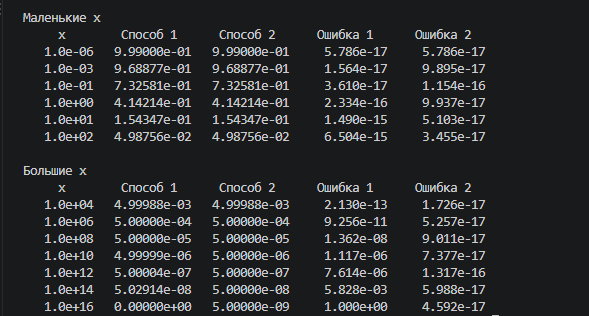 Маленькие x
x Способ 1 Способ 2 Ошибка 1 Ошибка 2
1.0e-06 9.99000e-01 9.99000e-01 5.786e-17 5.786e-17
1.0e-03 9.68877e-01 9.68877e-01 1.564e-17 9.895e-17
1.0e-01 7.32581e-01 7.32581e-01 3.610e-17 1.154e-16
1.0e+00 4.14214e-01 4.14214e-01 2.334e-16 9.937e-17
1.0e+01 1.54347e-01 1.54347e-01 1.490e-15 5.103e-17
1.0e+02 4.98756e-02 4.98756e-02 6.504e-15 3.455e-17
Большие x
x Способ 1 Способ 2 Ошибка 1 Ошибка 2
1.0e+04 4.99988e-03 4.99988e-03 2.130e-13 1.726e-17
1.0e+06 5.00000e-04 5.00000e-04 9.256e-11 5.257e-17
1.0e+08 5.00000e-05 5.00000e-05 1.362e-08 9.011e-17
1.0e+10 4.99999e-06 5.00000e-06 1.117e-06 7.377e-17
1.0e+12 5.00004e-07 5.00000e-07 7.614e-06 1.317e-16
1.0e+14 5.02914e-08 5.00000e-08 5.828e-03 5.988e-17
1.0e+16 0.00000e+00 5.00000e-09 1.000e+00 4.592e-17